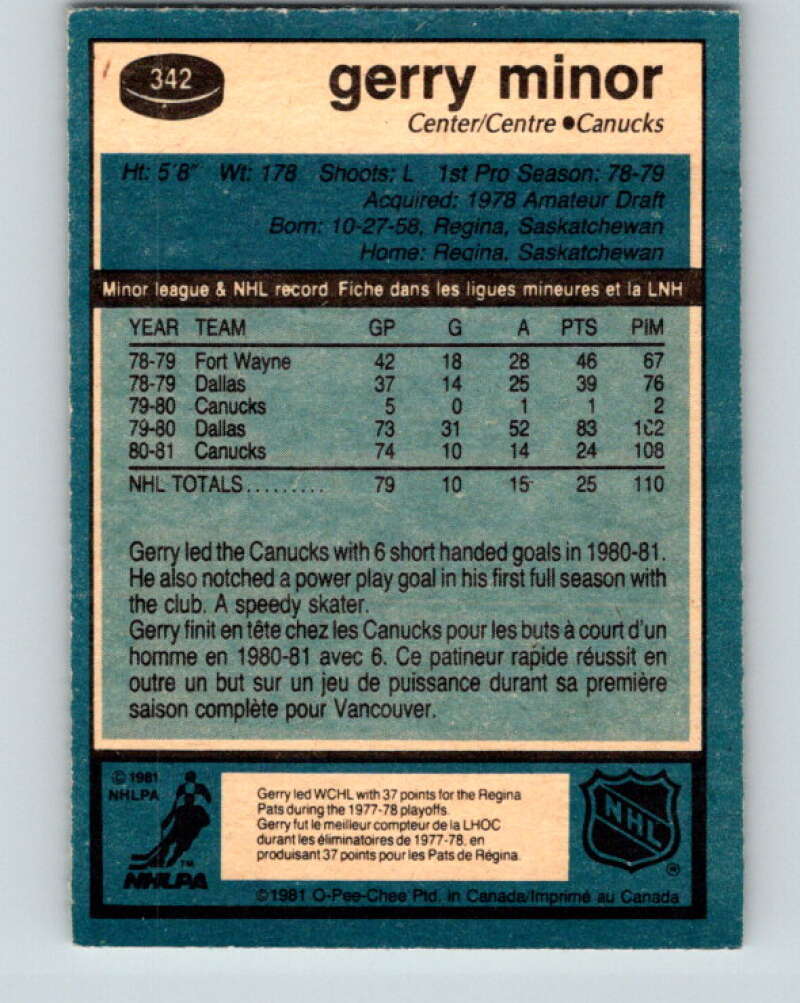 342
gerry minor
Center/Centre ●Canucks
Ht: 5'8" Wt: 178 Shoots: L 1st Pro Season: 78-79
Acquired: 1978 Amateur Draft
Born: 10-27-58, Regina, Saskatchewan
Home: Regina, Saskatchewan
Minor league & NHL record Fiche dans les ligues mineures et la LNH
YEAR TEAM GP G A PTS PIM
78-79 Fort Wayne 42 18 28 46 67
78-79 Dallas 37 14 25 39 76
79-80 Canucks 5 0 1 1 2
79-80 Dallas 73 31 52 83 102
80-81 Canucks 74 10 14 24 108
NHL TOTALS......... 79 10 15 25 110
Gerry led the Canucks with 6 short handed goals in 1980-81.
He also notched a power play goal in his first full season with
the club. A speedy skater.
Gerry finit en tête chez les Canucks pour les buts à court d'un
homme en 1980-81 avec 6. Ce patineur rapide réussit en
outre un but sur un jeu de puissance durant sa première
saison complète pour Vancouver.
© 1981
NHLPA
TM
NHLPA
Gerry led WCHL with 37 points for the Regina
Pats during the 1977-78 playoffs.
Gerry fut le meilleur compteur de la LHOC
durant les éliminatoires de 1977-78, en
produisant 37 points pour les Pats de Régina.
NHL
®
©1981 O-Pee-Chee Ptd. in Canada/Imprimé au Canada